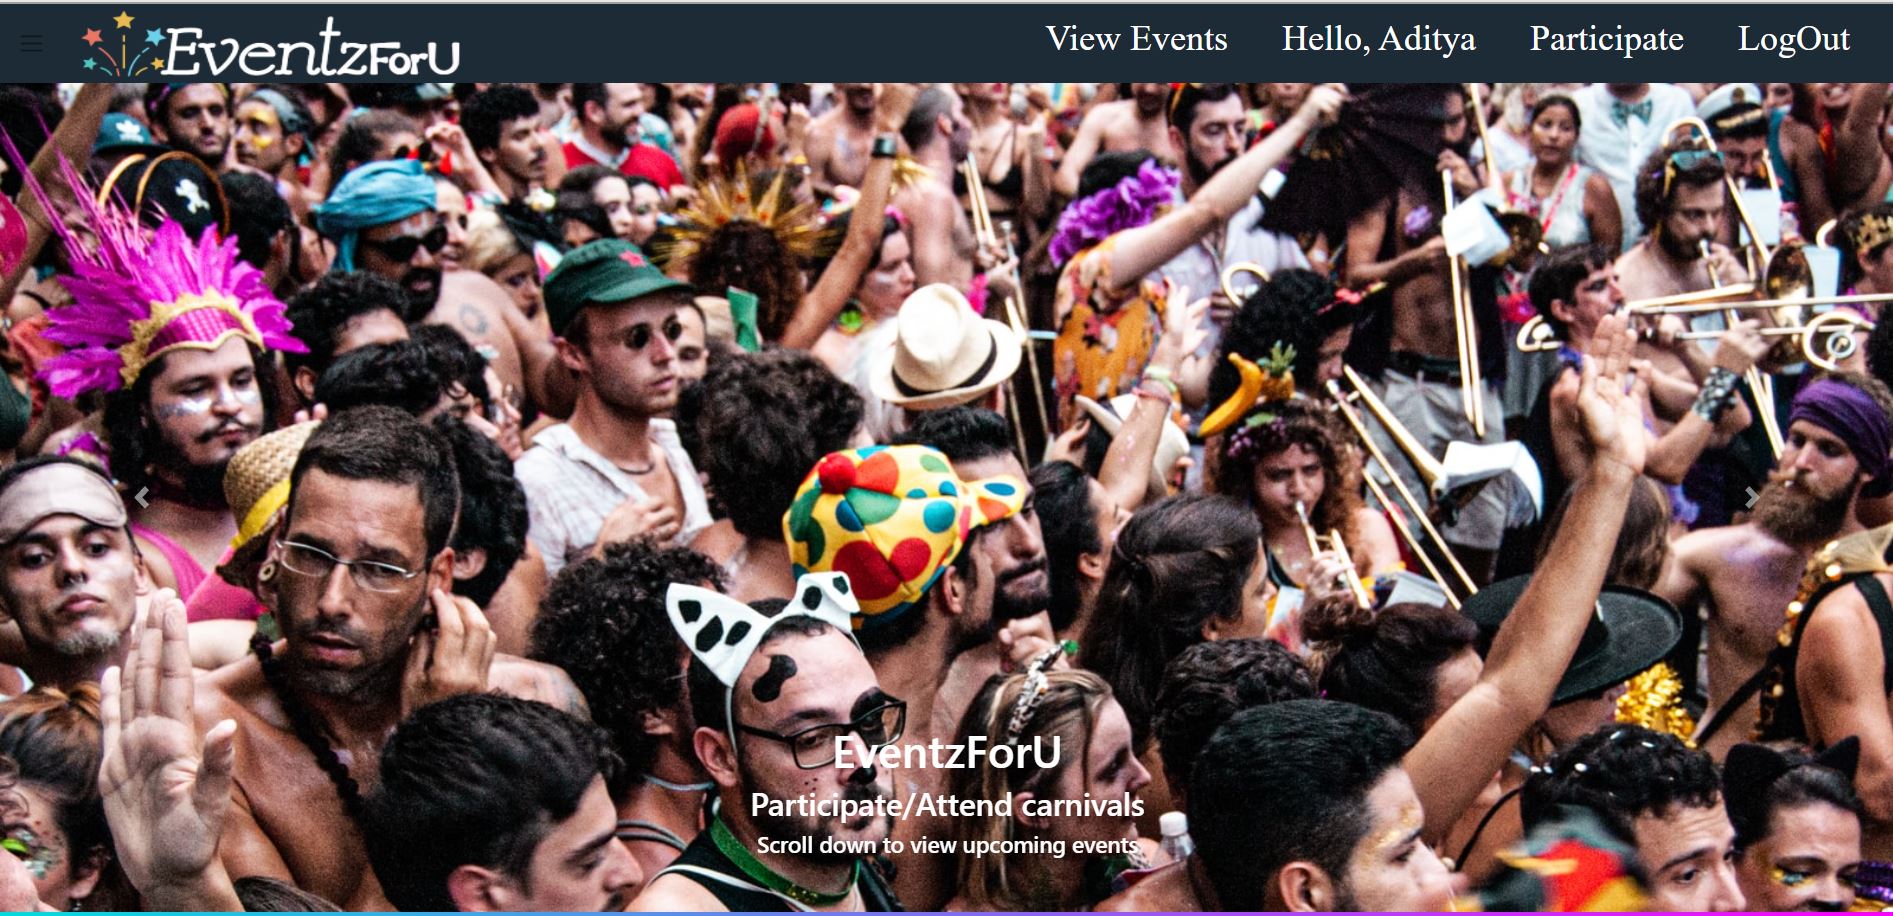 EventzForU
View Events
Hello, Aditya
Participate
LogOut
EventzForU
Participate/Attend carnivals
Scroll down to view upcoming events